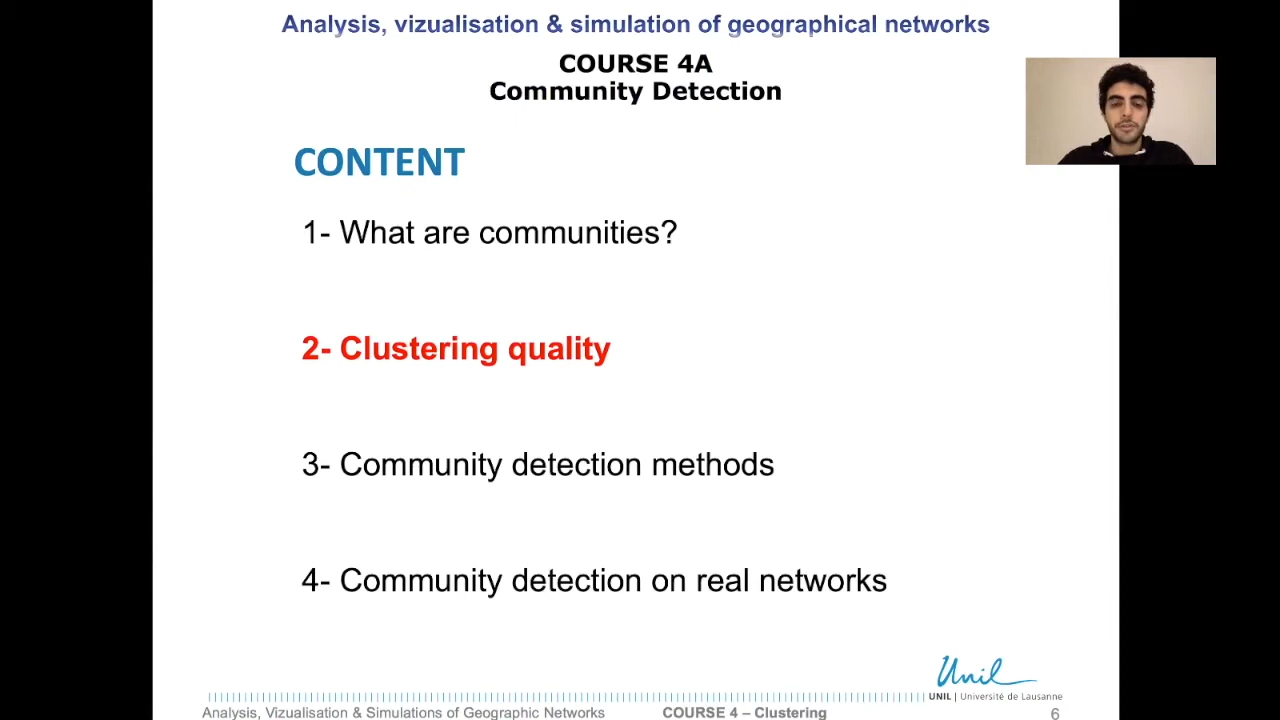 Analysis, vizualisation & simulation of geographical networks
COURSE 4A
Community Detection
CONTENT
1- What are communities?
2- Clustering quality
3- Community detection methods
4- Community detection on real networks
Unil
UNIL | Université de Lausanne
Analysis, Vizualisation & Simulations of Geographic Networks COURSE 4 – Clustering 6